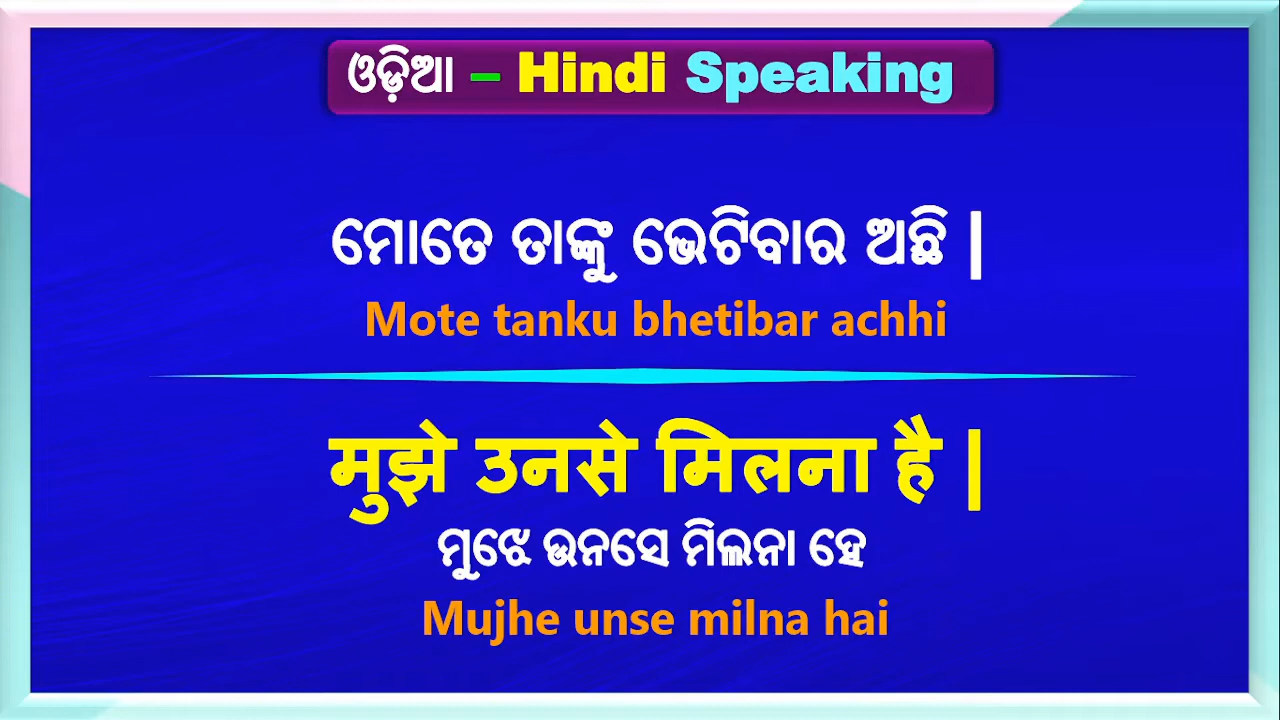 ଓଡ଼ିଆ – Hindi Speaking
ମୋତେ ତାଙ୍କୁ ଭେଟିବାର ଅଛି |
Mote tanku bhetibar achhi
मुझे उनसे मिलना है |
ମୁଝେ ଉନସେ ମିଲନା ହେ
Mujhe unse milna hai